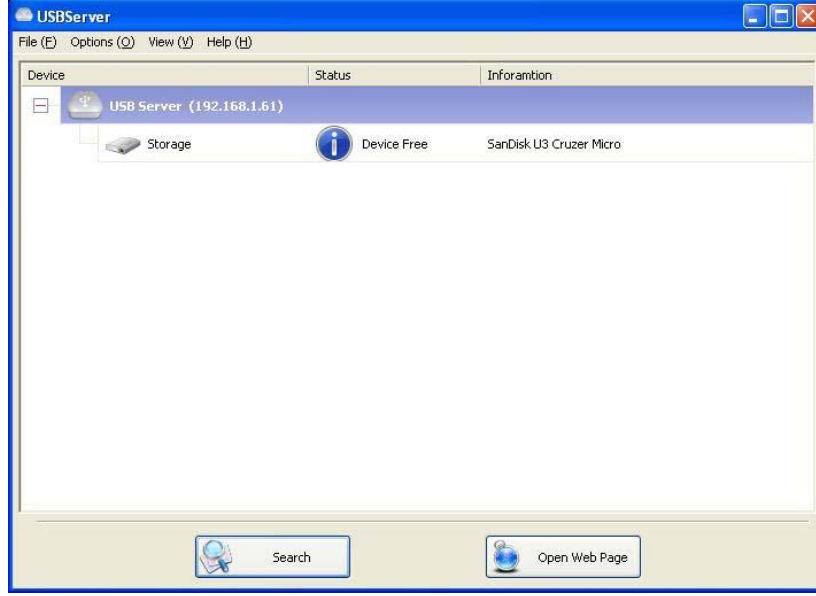 USBServer
File (F) Options (O) View (V) Help (H)
Device Status Inforamtion
USB Server (192.168.1.61)
Storage Device Free SanDisk U3 Cruzer Micro
Search Open Web Page